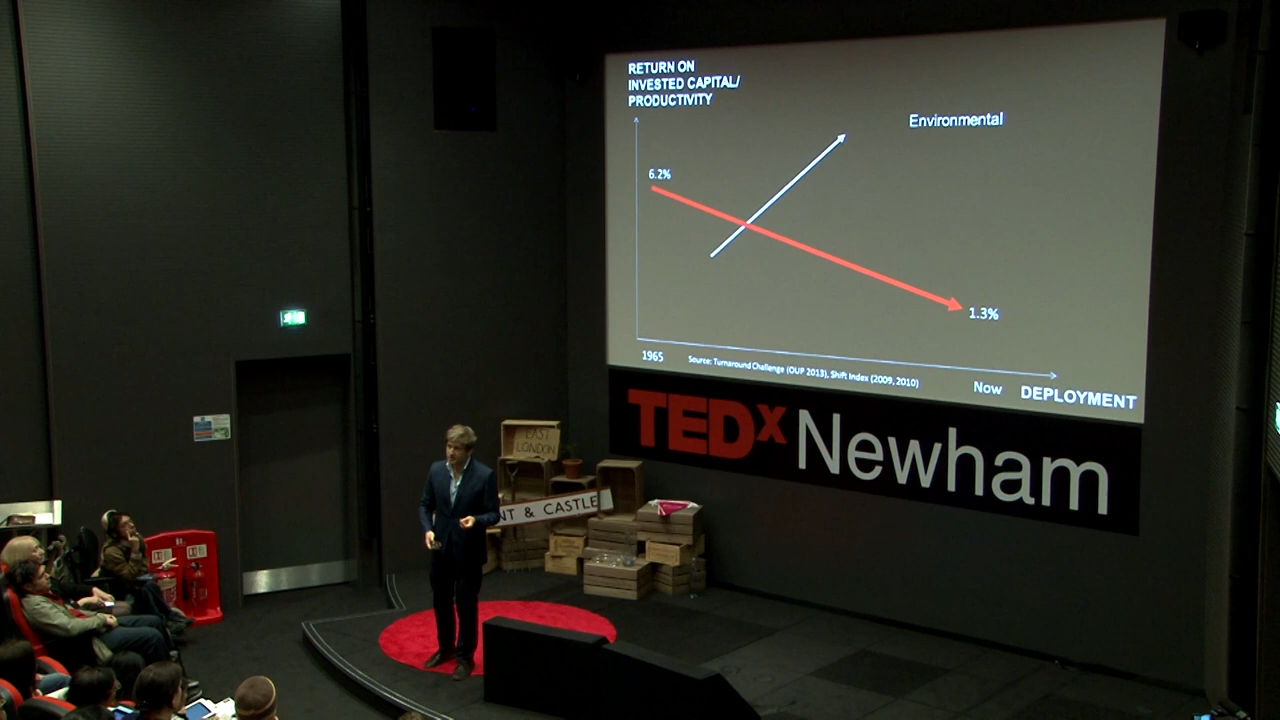 RETURN ON
INVESTED CAPITAL/
PRODUCTIVITY
Environmental
6.2%
1.3%
1965
Source: Turnaround Challenge (OUP 2013), Shift Index (2009, 2010)
Now
DEPLOYMENT
TEDx Newham
EAST
LONDON
NT & CASTLE